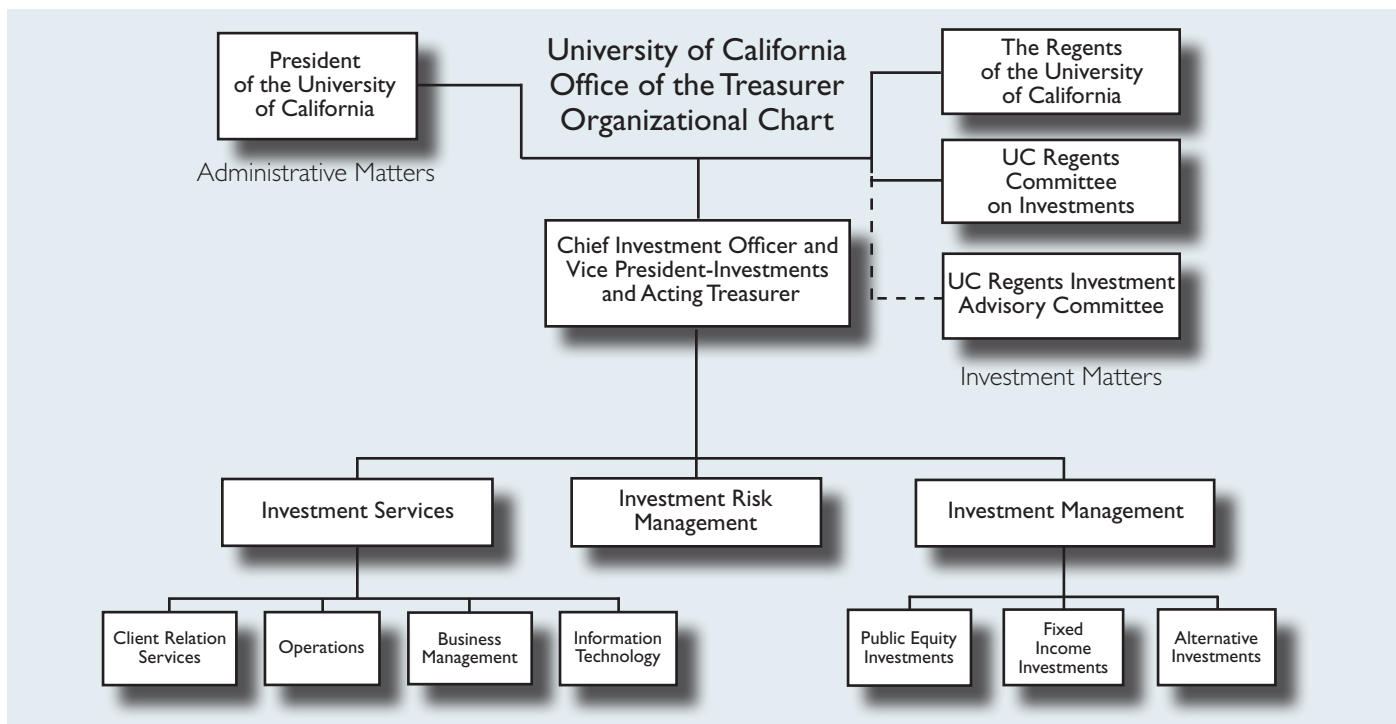 University of California
Office of the Treasurer
Organizational Chart
President
of the University
of California
Administrative Matters
The Regents
of the University
of California
UC Regents
Committee
on Investments
UC Regents Investment
Advisory Committee
Investment Matters
Chief Investment Officer and
Vice President-Investments
and Acting Treasurer
Investment Services
Investment Risk
Management
Investment Management
Client Relation
Services
Operations
Business
Management
Information
Technology
Public Equity
Investments
Fixed
Income
Investments
Alternative
Investments